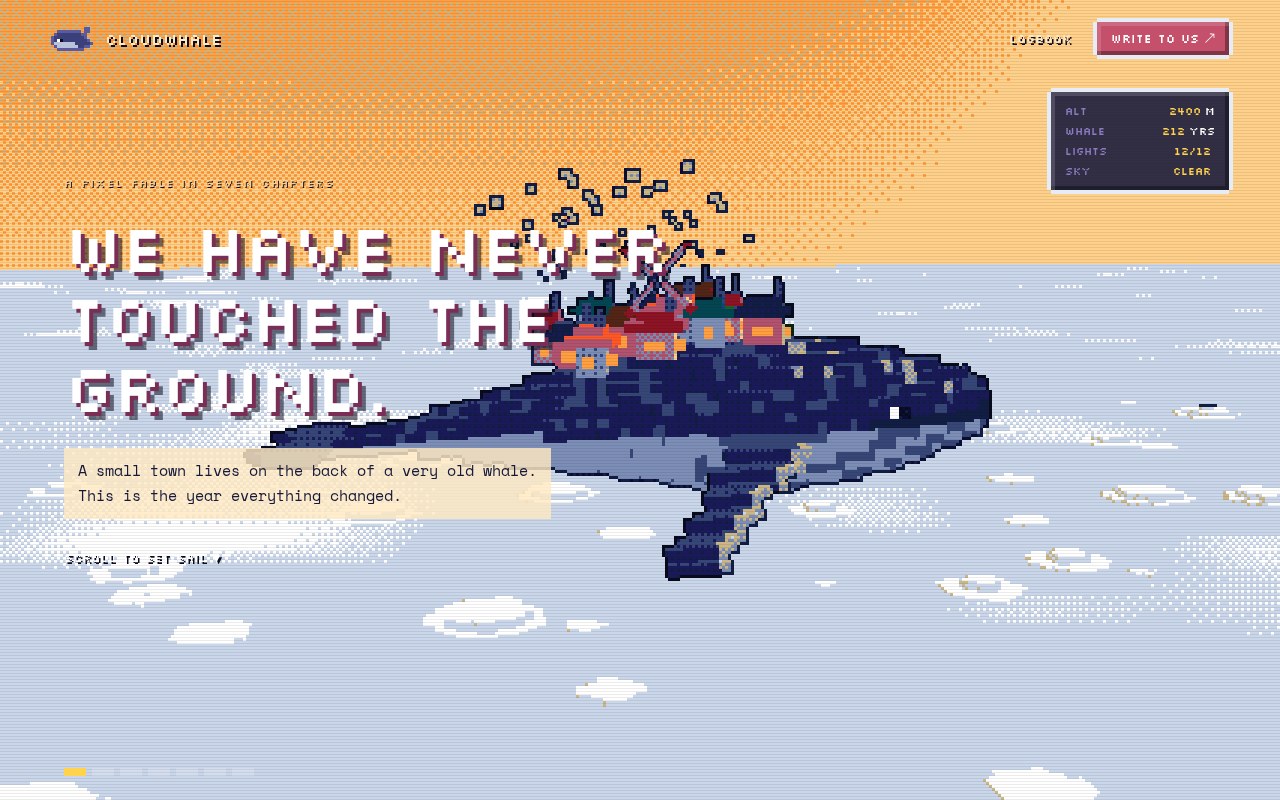 CLOUDWHALE
LOGBOOK
WRITE TO US ↗
ALT 2400 M
WHALE 212 YRS
LIGHTS 12/12
SKY CLEAR
A PIXEL FABLE IN SEVEN CHAPTERS
WE HAVE NEVER
TOUCHED THE
GROUND.
A small town lives on the back of a very old whale.
This is the year everything changed.
SCROLL TO SET SAIL